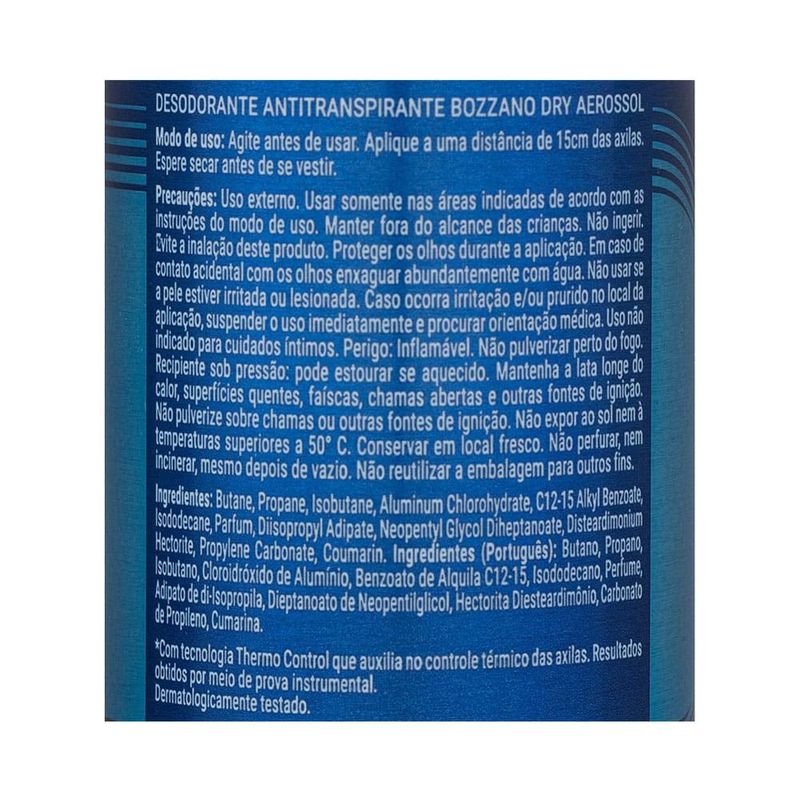 DESODORANTE ANTITRANSPIRANTE BOZZANO DRY AEROSSOL
Modo de uso: Agite antes de usar. Aplique a uma distância de 15cm das axilas.
Espere secar antes de se vestir.
Precauções: Uso externo. Usar somente nas áreas indicadas de acordo com as
instruções do modo de uso. Manter fora do alcance das crianças. Não ingerir.
Evite a inalação deste produto. Proteger os olhos durante a aplicação. Em caso de
contato acidental com os olhos enxaguar abundantemente com água. Não usar se
a pele estiver irritada ou lesionada. Caso ocorra irritação e/ou prurido no local da
aplicação, suspender o uso imediatamente e procurar orientação médica. Uso não
indicado para cuidados íntimos. Perigo: Inflamável. Não pulverizar perto do fogo.
Recipiente sob pressão: pode estourar se aquecido. Mantenha a lata longe do
calor, superfícies quentes, faíscas, chamas abertas e outras fontes de ignição.
Não pulverize sobre chamas ou outras fontes de ignição. Não expor ao sol nem à
temperaturas superiores a 50° C. Conservar em local fresco. Não perfurar, nem
incinerar, mesmo depois de vazio. Não reutilizar a embalagem para outros fins.
Ingredientes: Butane, Propane, Isobutane, Aluminum Chlorohydrate, C12-15 Alkyl Benzoate,
Isododecane, Parfum, Diisopropyl Adipate, Neopentyl Glycol Diheptanoate, Disteardimonium
Hectorite, Propylene Carbonate, Coumarin. Ingredientes (Português): Butano, Propano,
Isobutano, Cloroidróxido de Alumínio, Benzoato de Alquila C12-15, Isododecano, Perfume,
Adipato de di-Isopropila, Dieptanoato de Neopentilglicol, Hectorita Diesteardimônio, Carbonato
de Propileno, Cumarina.
*Com tecnologia Thermo Control que auxilia no controle térmico das axilas. Resultados
obtidos por meio de prova instrumental.
Dermatologicamente testado.